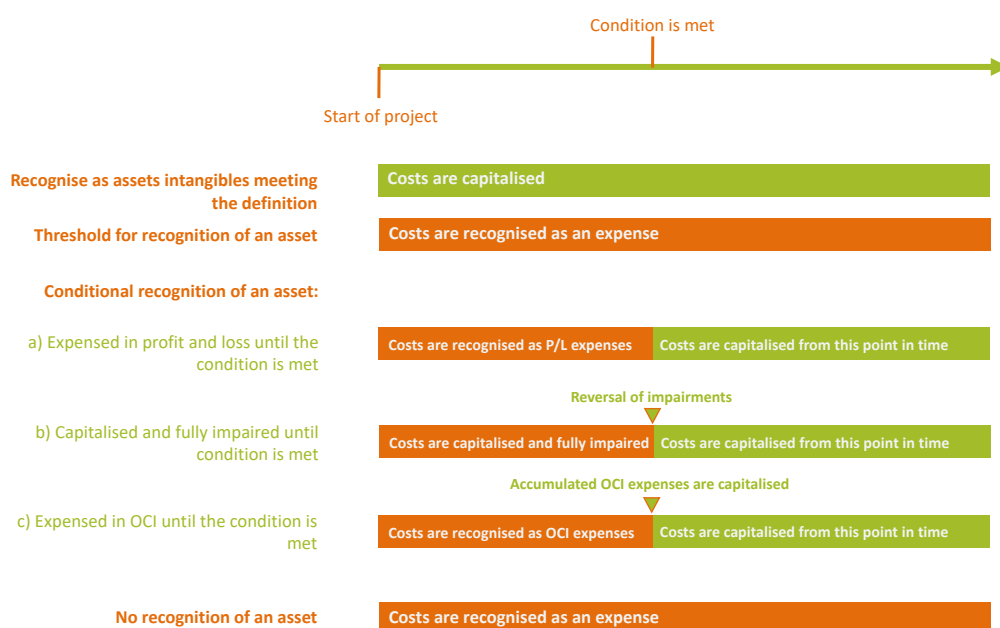 Condition is met
Start of project
Recognise as assets intangibles meeting
the definition
Costs are capitalised
Threshold for recognition of an asset
Costs are recognised as an expense
Conditional recognition of an asset:
a) Expensed in profit and loss until the
condition is met
Costs are recognised as P/L expenses
Costs are capitalised from this point in time
Reversal of impairments
b) Capitalised and fully impaired until
condition is met
Costs are capitalised and fully impaired
Costs are capitalised from this point in time
Accumulated OCI expenses are capitalised
c) Expensed in OCI until the condition is
met
Costs are recognised as OCI expenses
Costs are capitalised from this point in time
No recognition of an asset
Costs are recognised as an expense